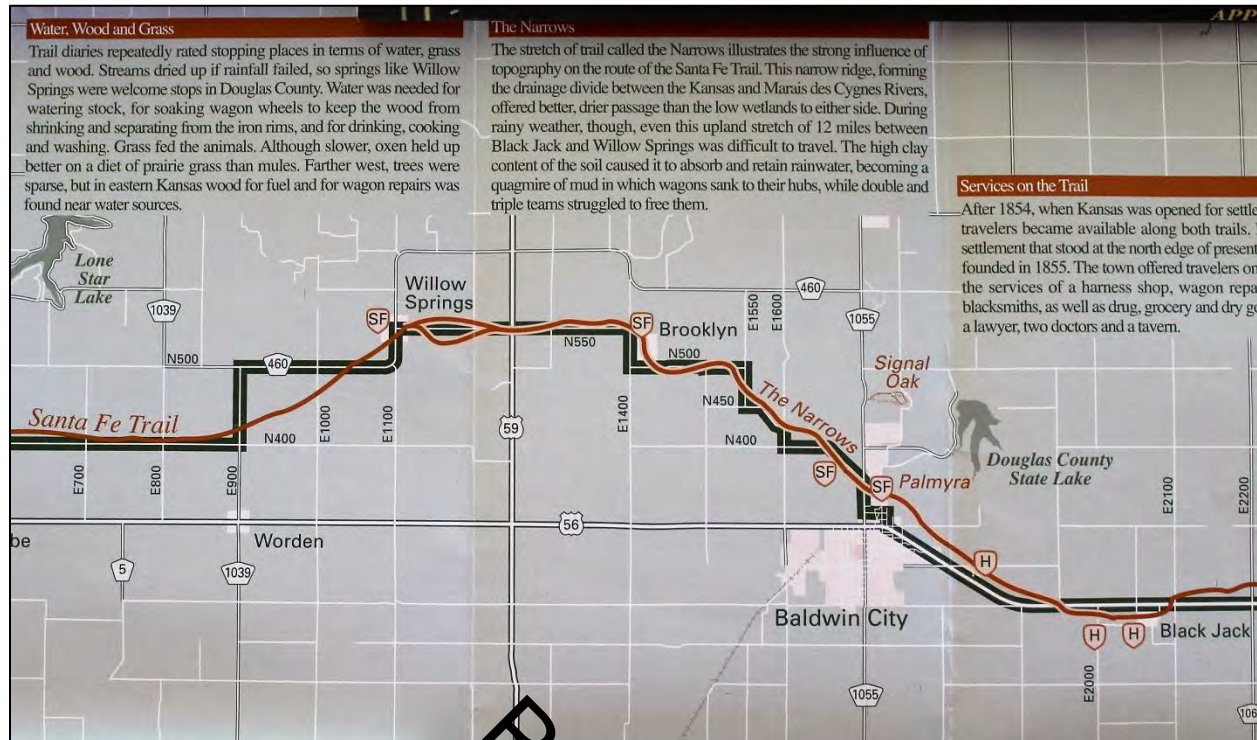 APP
Water, Wood and Grass
Trail diaries repeatedly rated stopping places in terms of water, grass
and wood. Streams dried up if rainfall failed, so springs like Willow
Springs were welcome stops in Douglas County. Water was needed for
watering stock, for soaking wagon wheels to keep the wood from
shrinking and separating from the iron rims, and for drinking, cooking
and washing. Grass fed the animals. Although slower, oxen held up
better on a diet of prairie grass than mules. Farther west, trees were
sparse, but in eastern Kansas wood for fuel and for wagon repairs was
found near water sources.
The Narrows
The stretch of trail called the Narrows illustrates the strong influence of
topography on the route of the Santa Fe Trail. This narrow ridge, forming
the drainage divide between the Kansas and Marais des Cygnes Rivers,
offered better, drier passage than the low wetlands to either side. During
rainy weather, though, even this upland stretch of 12 miles between
Black Jack and Willow Springs was difficult to travel. The high clay
content of the soil caused it to absorb and retain rainwater, becoming a
quagmire of mud in which wagons sank to their hubs, while double and
triple teams struggled to free them.
Services on the Trail
After 1854, when Kansas was opened for settle
travelers became available along both trails.
settlement that stood at the north edge of present
founded in 1855. The town offered travelers on
the services of a harness shop, wagon repa
blacksmiths, as well as drug, grocery and dry go
a lawyer, two doctors and a tavern.
Lone
Star
Lake
1039
Willow
Springs
SF
N550
SF
Brooklyn
E1550
E1600
460
1055
N500
460
N500
Signal
Oak
Santa Fe Trail
N400
E1000
E1100
59
E1400
N450
N400
The Narrows
SF
SF
Palmyra
Douglas County
State Lake
E700
E800
E900
E2100
E2200
56
be
Worden
5
1039
H
Baldwin City
H
H
Black Jack
E2000
1055
106
R